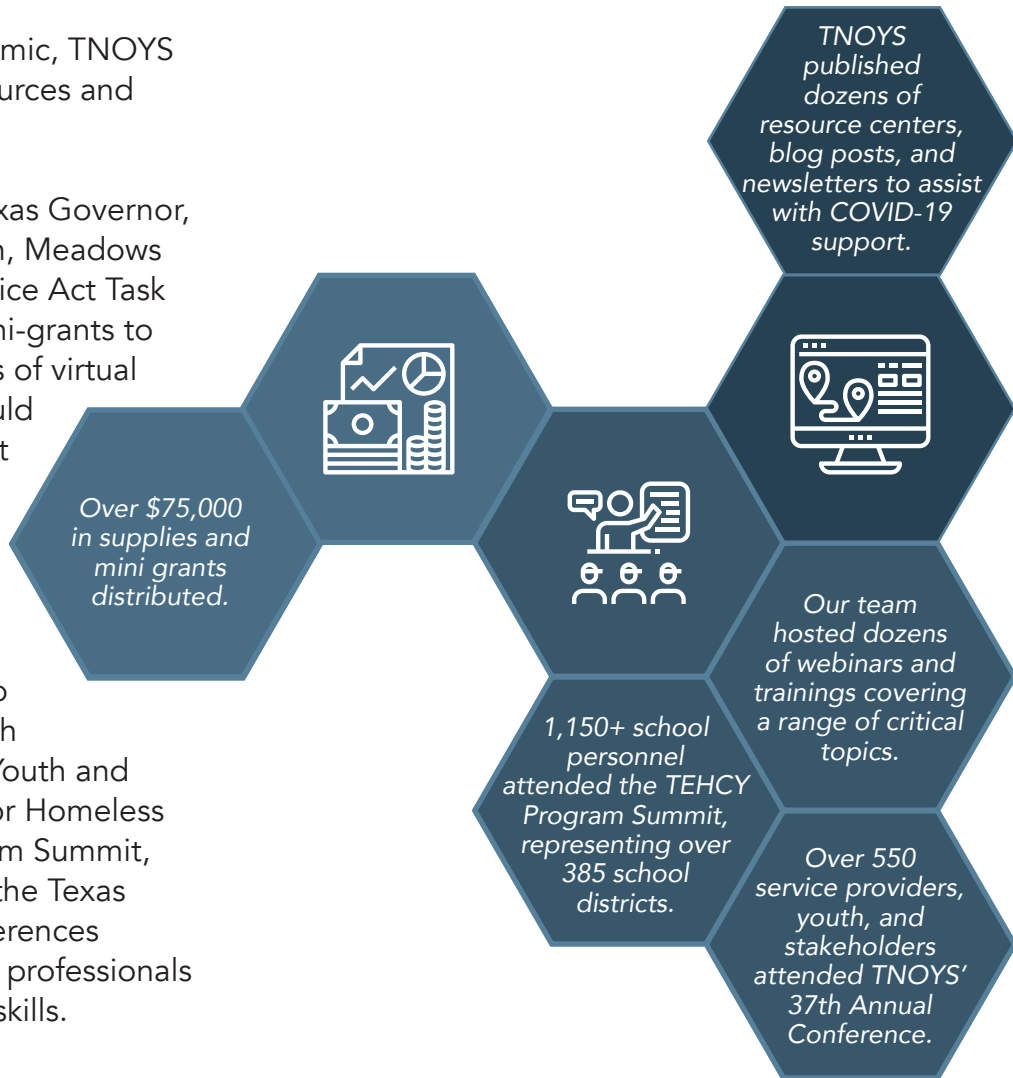 mic, TNOYS
urces and
xas Governor,
, Meadows
ice Act Task
ni-grants to
s of virtual
uld
t
o
h
Youth and
or Homeless
m Summit,
the Texas
erences
professionals
skills.
TNOYS
published
dozens of
resource centers,
blog posts, and
newsletters to assist
with COVID-19
support.
Over $75,000
in supplies and
mini grants
distributed.
Our team
hosted dozens
of webinars and
trainings covering
a range of critical
topics.
1,150+ school
personnel
attended the TEHCY
Program Summit,
representing over
385 school
districts.
Over 550
service providers,
youth, and
stakeholders
attended TNOYS’
37th Annual
Conference.